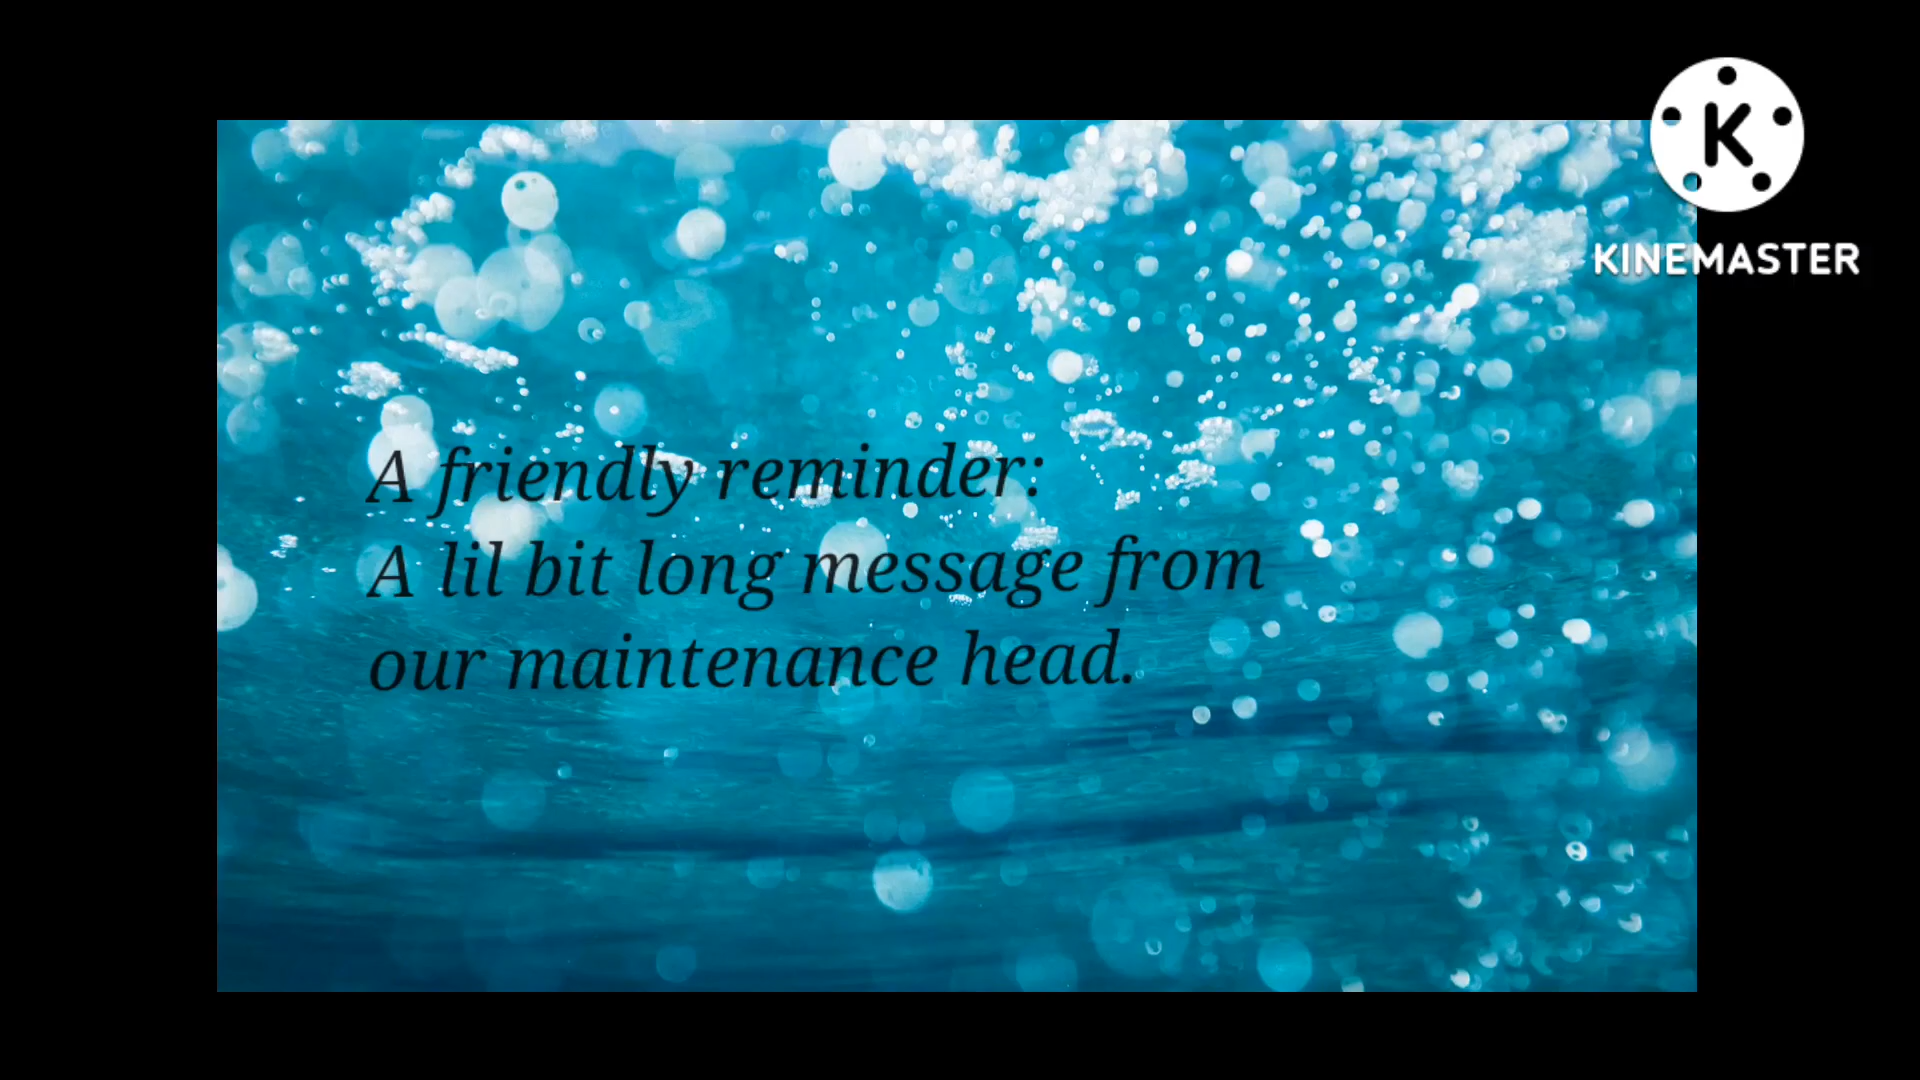 K
KINEMASTER
A friendly reminder:
A lil bit long message from
our maintenance head.